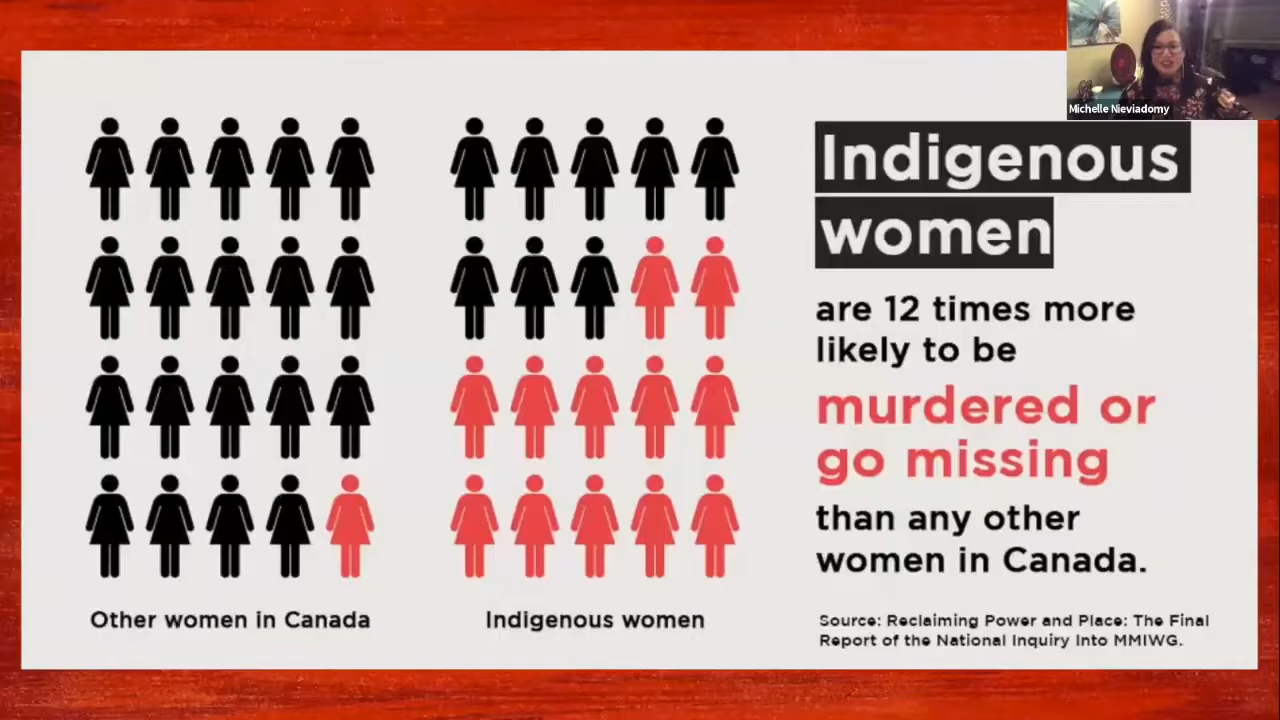 Michelle Nieviadomy
Indigenous
women
are 12 times more
likely to be
murdered or
go missing
than any other
women in Canada.
Other women in Canada
Indigenous women
Source: Reclaiming Power and Place: The Final
Report of the National Inquiry Into MMIWG.